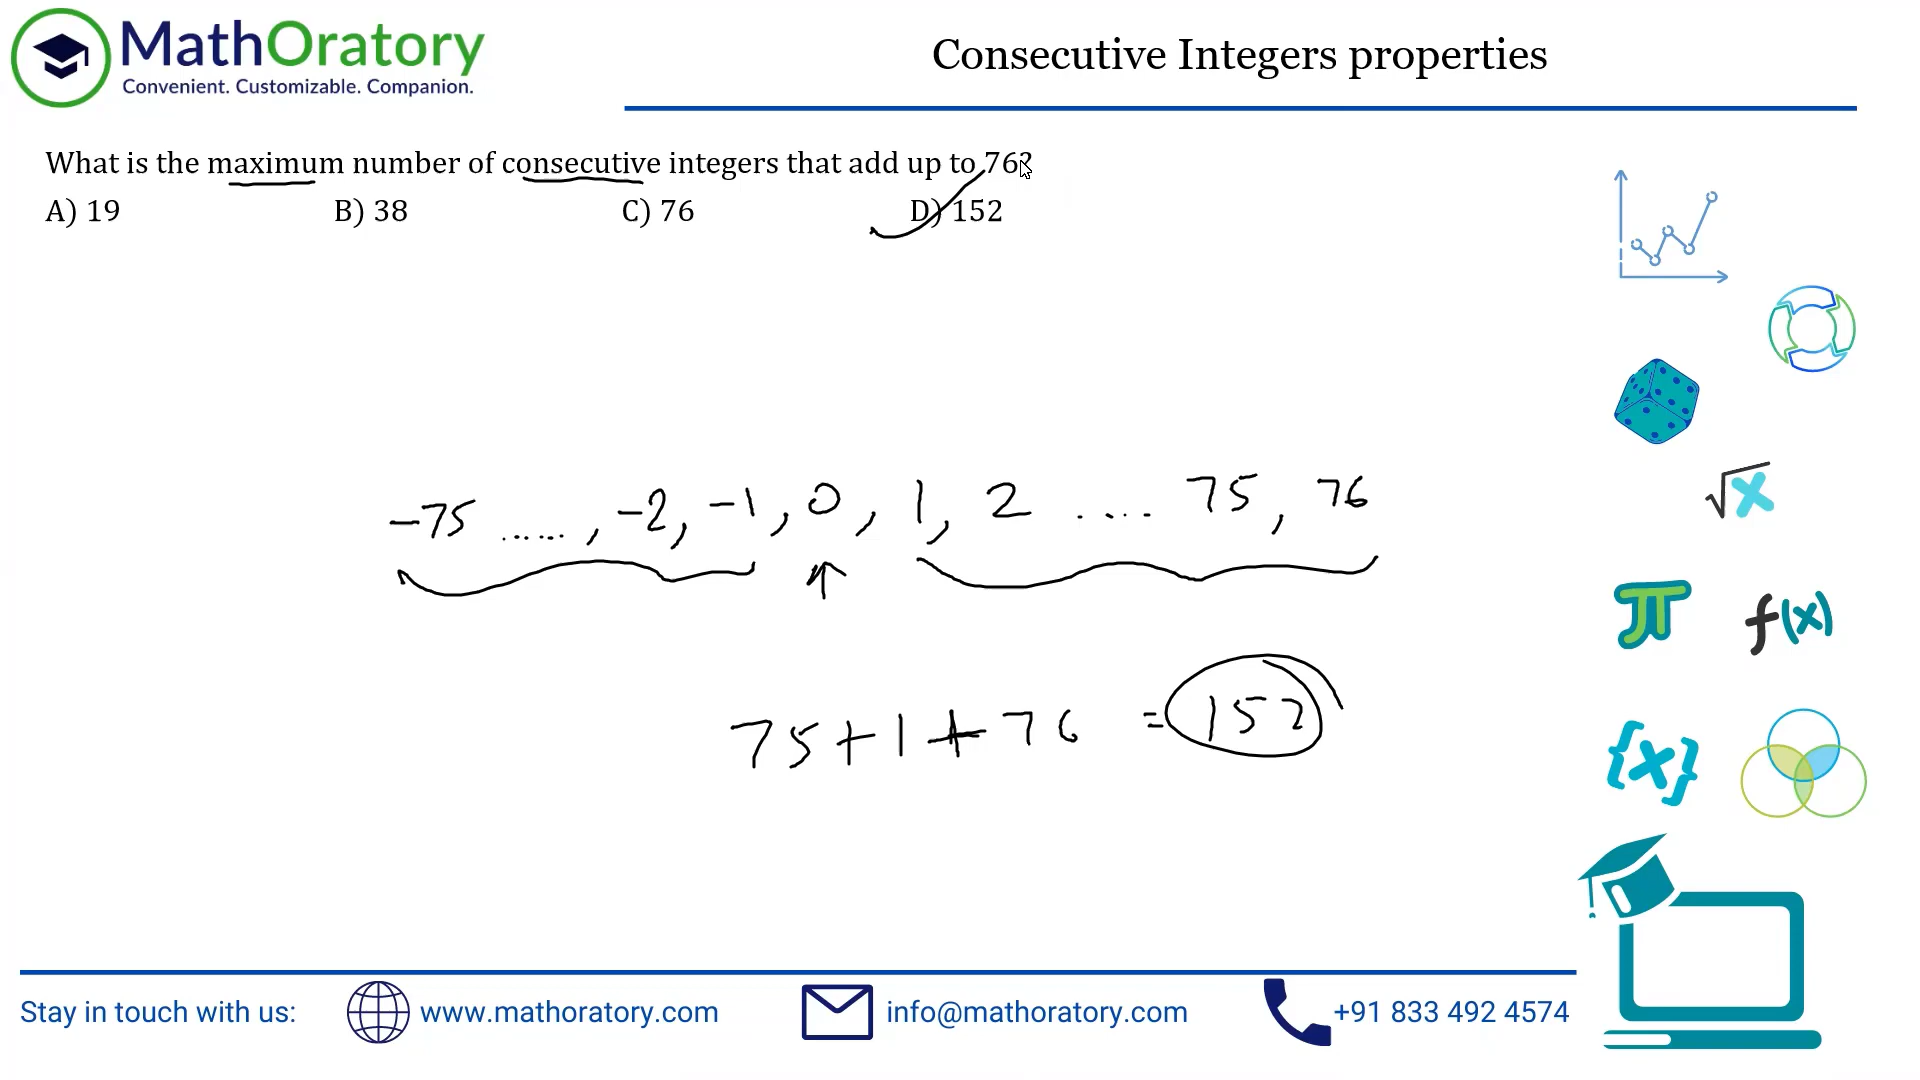 MathOratory
Convenient. Customizable. Companion.
Consecutive Integers properties
What is the maximum number of consecutive integers that add up to 76?
A) 19 B) 38 C) 76 D) 152
-75 ....., -2, -1, 0, 1, 2 .... 75, 76
75+1+76 = 152
√x
π f(x)
{x}
Stay in touch with us: www.mathoratory.com info@mathoratory.com +91 833 492 4574